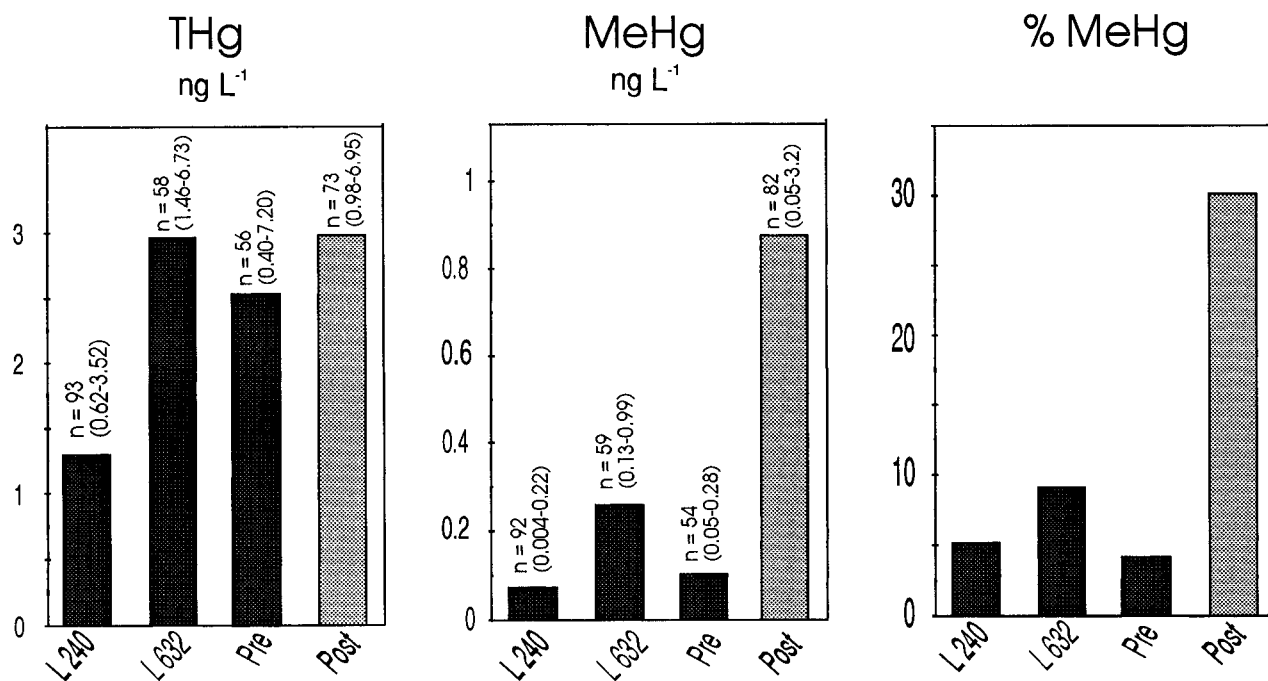 THg
ng L⁻¹
3
2
1
0
n = 93
(0.62-3.52)
n = 58
(1.46-6.73)
n = 56
(0.40-7.20)
n = 73
(0.98-6.95)
L 240
L 632
Pre
Post
MeHg
ng L⁻¹
1
0.8
0.6
0.4
0.2
0
n = 92
(0.004-0.22)
n = 59
(0.13-0.99)
n = 54
(0.05-0.28)
n = 82
(0.05-3.2)
L 240
L 632
Pre
Post
% MeHg
30
20
10
0
L 240
L 632
Pre
Post